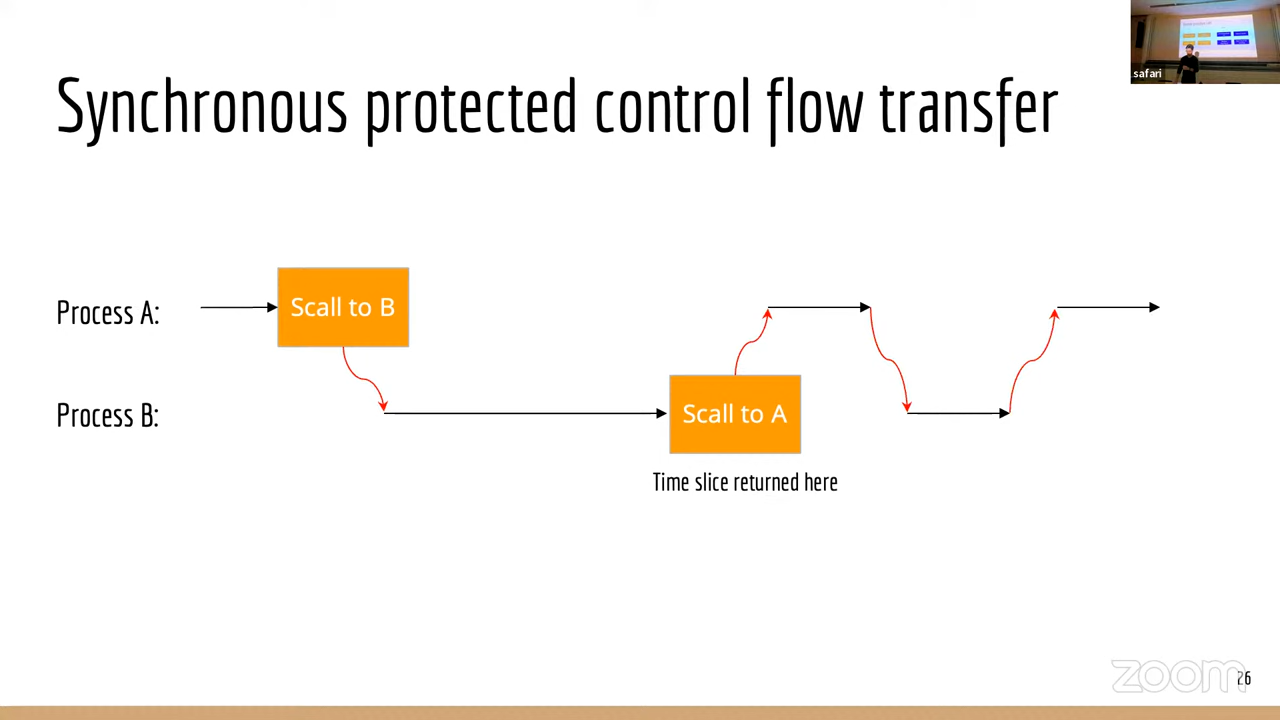 safari
Synchronous protected control flow transfer
Process A:
Scall to B
Process B:
Scall to A
Time slice returned here
zoom
26